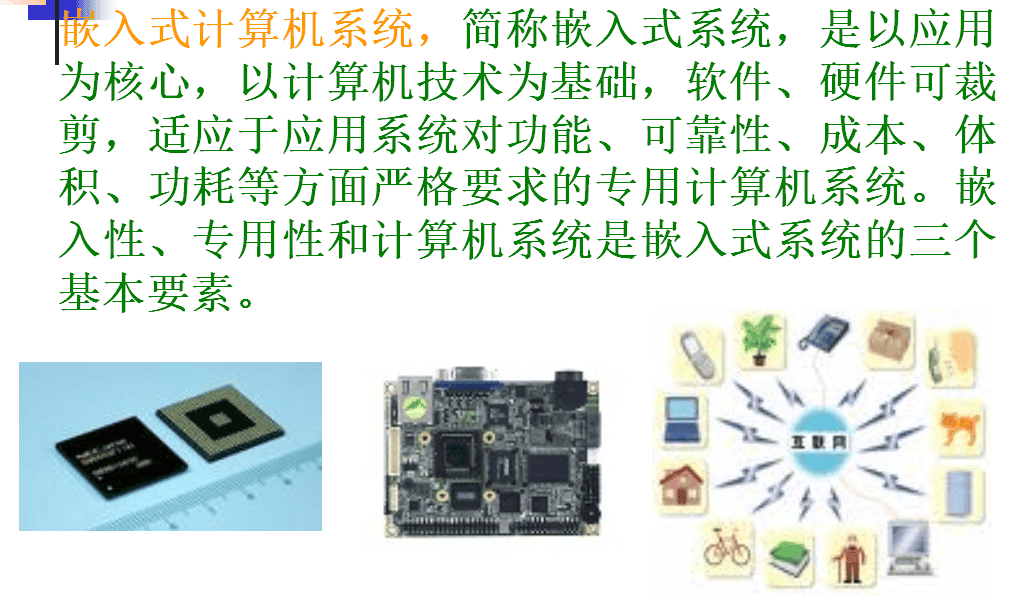 嵌入式计算机系统，简称嵌入式系统，是以应用
为核心，以计算机技术为基础，软件、硬件可裁
剪，适应于应用系统对功能、可靠性、成本、体
积、功耗等方面严格要求的专用计算机系统。嵌
入性、专用性和计算机系统是嵌入式系统的三个
基本要素。
互联网